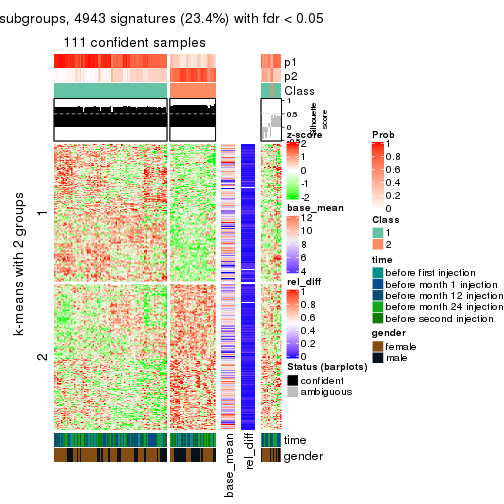 subgroups, 4943 signatures (23.4%) with fdr < 0.05
111 confident samples
p1
p2
Class
1
0.5
0
Silhouette
score
k-means with 2 groups
1
2
z-score
2
1
0
-1
-2
base_mean
12
10
8
6
4
rel_diff
1
0.8
0.6
0.4
0.2
0
Status (barplots)
confident
ambiguous
Prob
1
0.8
0.6
0.4
0.2
0
Class
1
2
time
before first injection
before month 1 injection
before month 12 injection
before month 24 injection
before second injection
gender
female
male
time
gender
base_mean
rel_diff